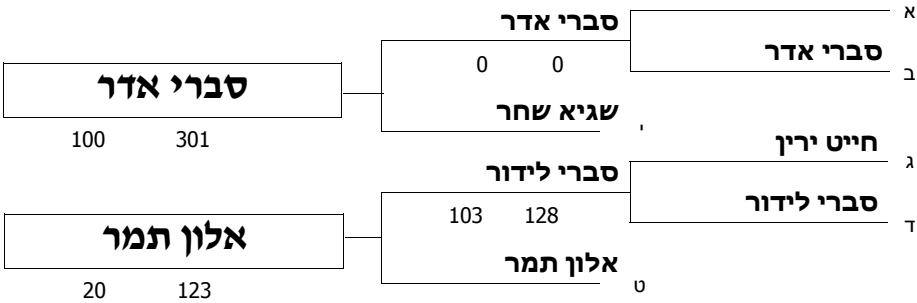 א
סברי אדר
סברי אדר
0 0
ב
סברי אדר
100 301
שגיא שחר
י
חייט ירין
ג
סברי לידור
סברי לידור
103 128
ד
אלון תמר
20 123
אלון תמר
ט